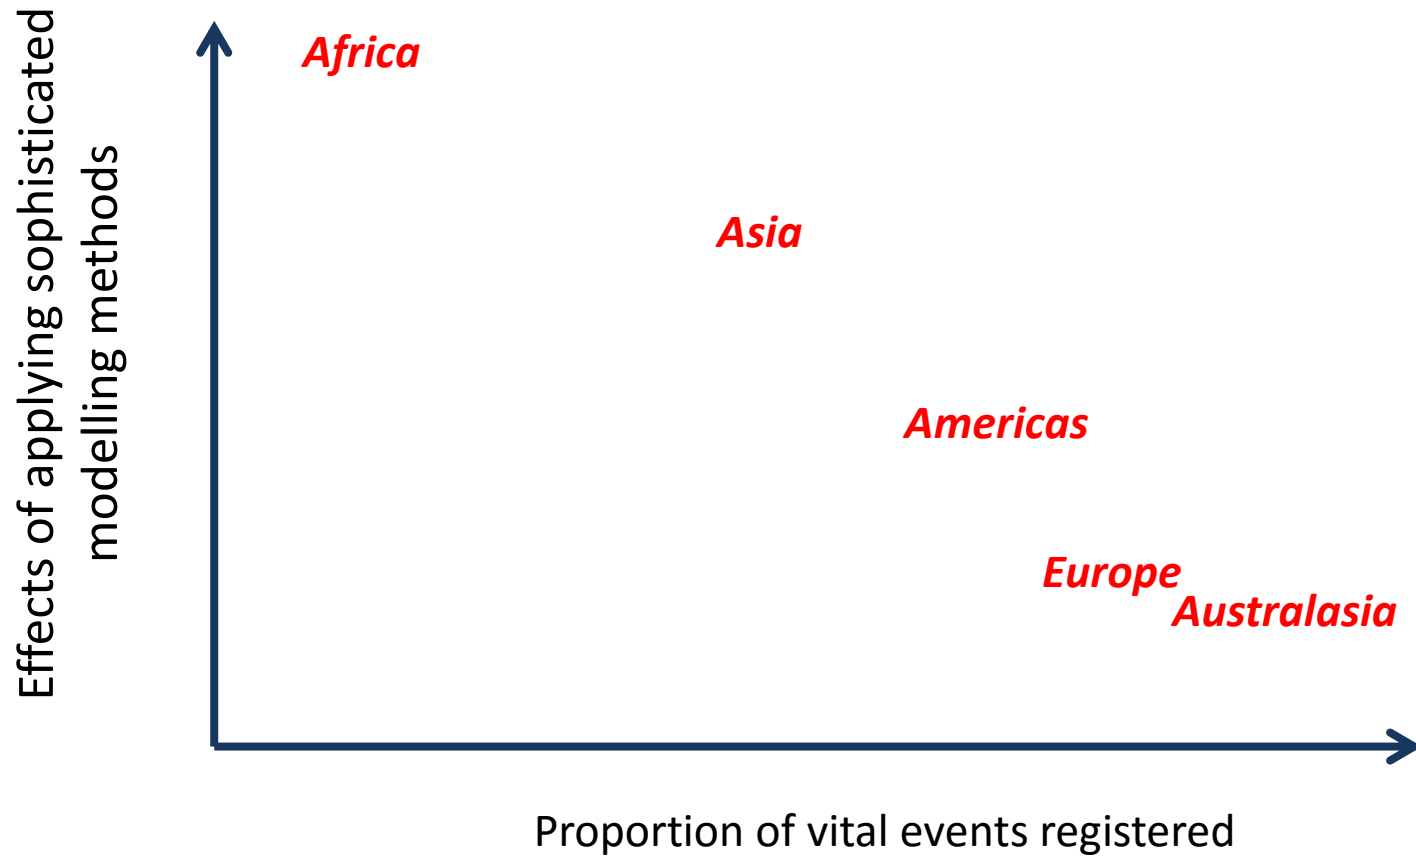 Effects of applying sophisticated
modelling methods
Africa
Asia
Americas
Europe
Australasia
Proportion of vital events registered